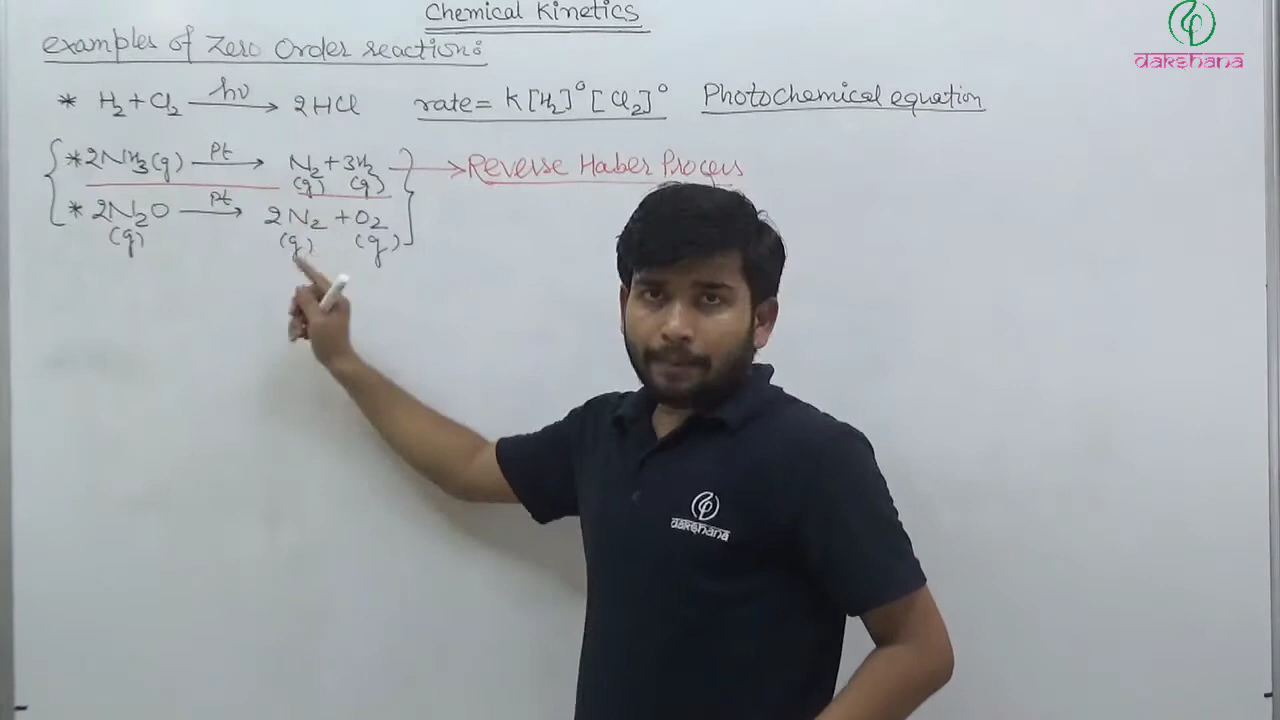 Chemical Kinetics
examples of Zero Order reaction:
* H₂ + Cl₂ —hν→ 2HCl rate = K[H₂]⁰ [Cl₂]⁰ Photochemical equation
{ * 2NH₃(g) —Pt→ N₂ + 3H₂ } → Reverse Haber Process
(g) (g)
* 2N₂O —Pt→ 2N₂ + O₂
(g) (g) (g)
dakshana
dakshana